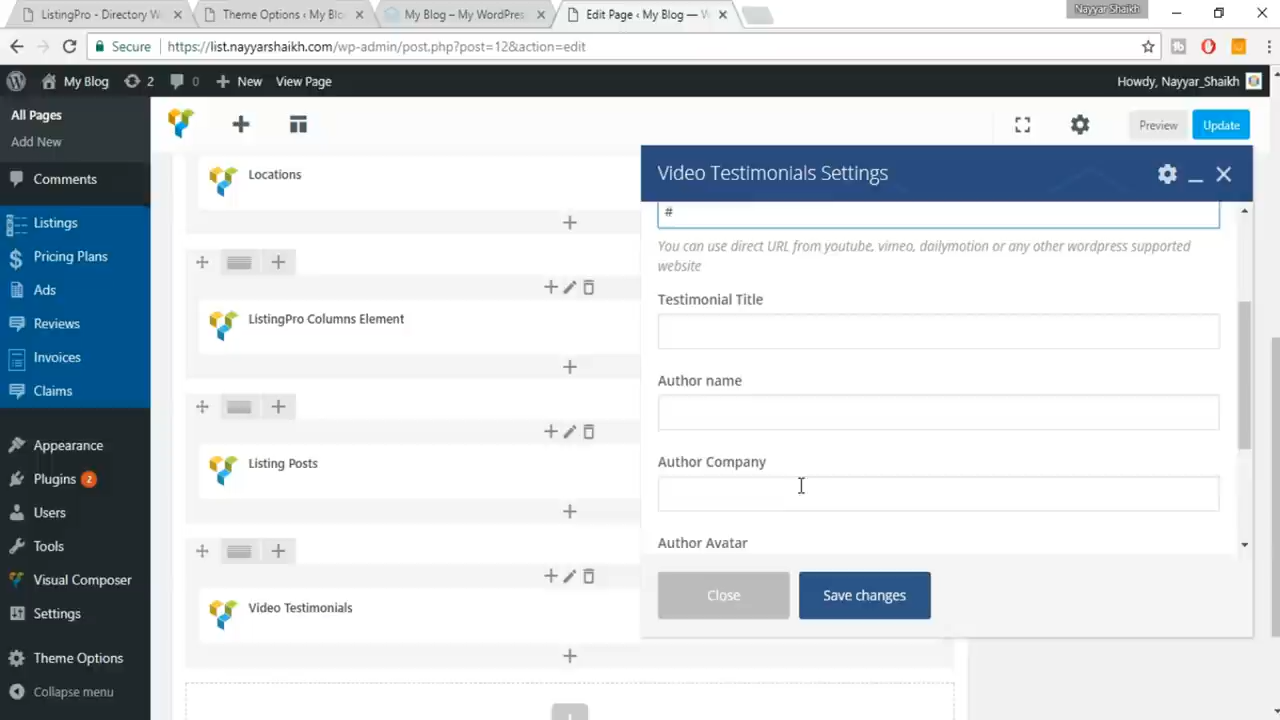 ListingPro - Directory W
Theme Options ‹ My Blo
My Blog – My WordPress
Edit Page ‹ My Blog —
Nayyar Shaikh
Secure
https://list.nayyarshaikh.com/wp-admin/post.php?post=12&action=edit
My Blog
2
0
New
View Page
Howdy, Nayyar_Shaikh
All Pages
Add New
Comments
Listings
Pricing Plans
Ads
Reviews
Invoices
Claims
Appearance
Plugins 2
Users
Tools
Visual Composer
Settings
Theme Options
Collapse menu
Preview
Update
Locations
ListingPro Columns Element
Listing Posts
Video Testimonials
Video Testimonials Settings
#
You can use direct URL from youtube, vimeo, dailymotion or any other wordpress supported
website
Testimonial Title
Author name
Author Company
Author Avatar
Close
Save changes